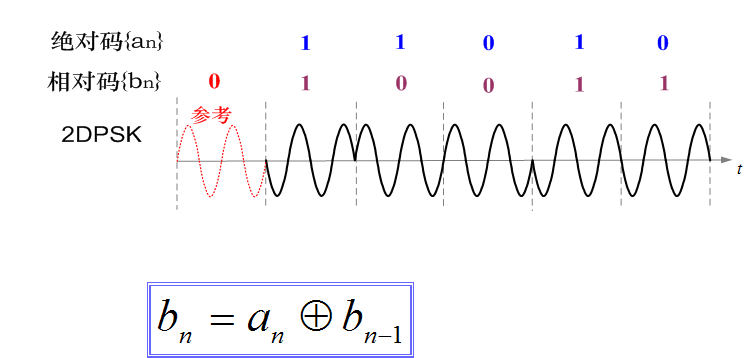 绝对码{an} 1 1 0 1 0
相对码{bn} 0 1 0 0 1 1
参考
2DPSK
t
bn = an ⊕ bn−1